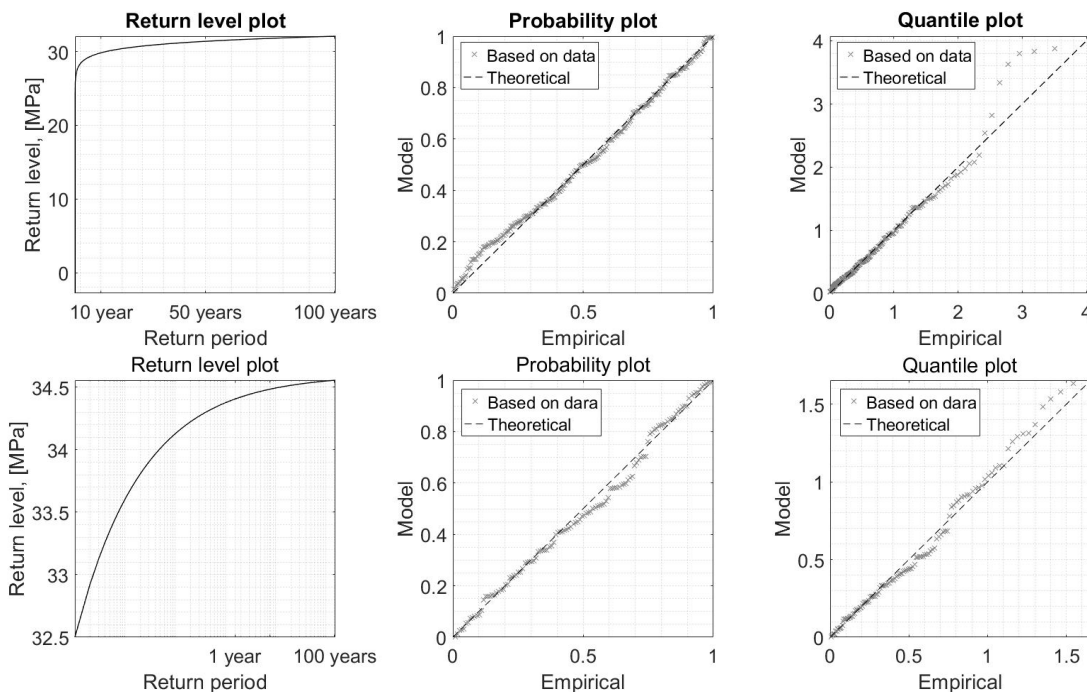 Return level plot
30
20
10
0
Return level, [MPa]
10 year
50 years
100 years
Return period
Probability plot
Based on data
Theoretical
1
0.8
0.6
0.4
0.2
0
Model
0
0.5
1
Empirical
Quantile plot
Based on data
Theoretical
4
3
2
1
0
Model
0
1
2
3
4
Empirical
Return level plot
34.5
34
33.5
33
32.5
Return level, [MPa]
1 year
100 years
Return period
Probability plot
Based on dara
Theoretical
1
0.8
0.6
0.4
0.2
0
Model
0
0.5
1
Empirical
Quantile plot
Based on dara
Theoretical
1.5
1
0.5
0
Model
0
0.5
1
1.5
Empirical